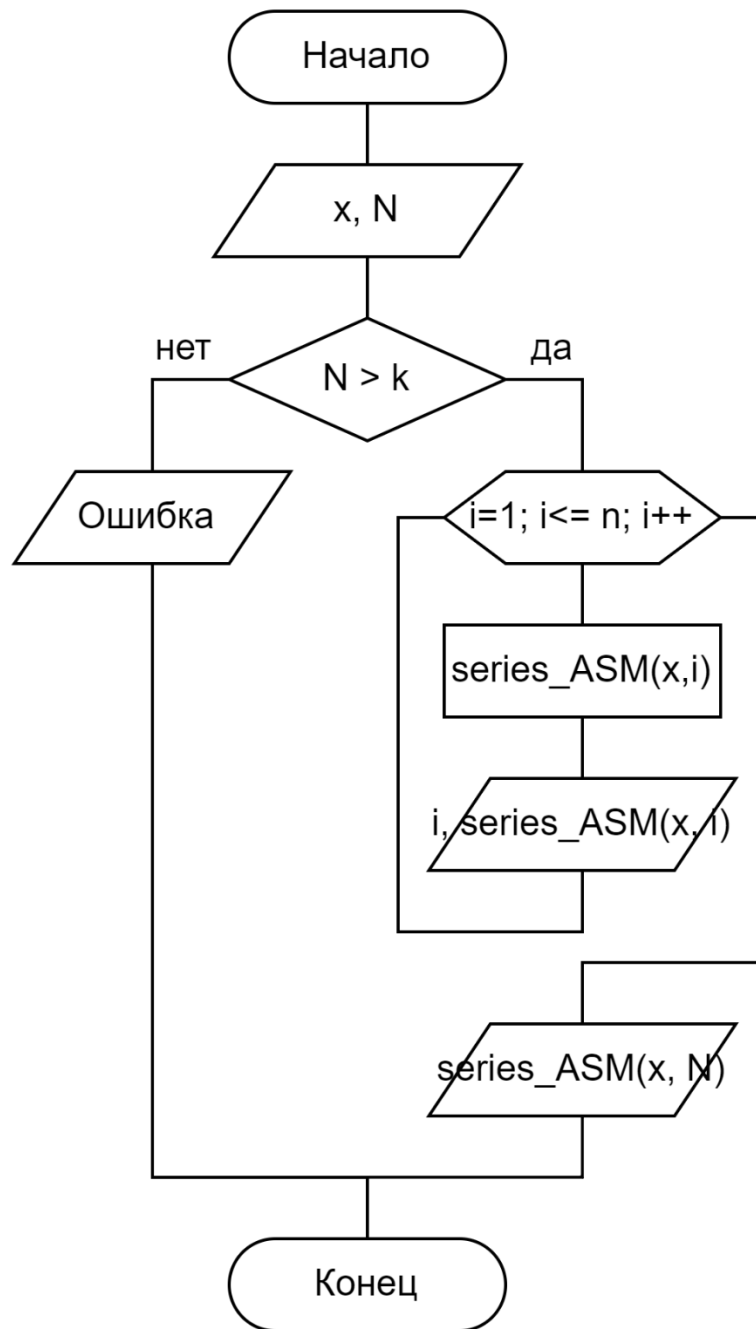 Начало
x, N
нет
да
N > k
Ошибка
i=1; i<= n; i++
series_ASM(x,i)
i, series_ASM(x, i)
series_ASM(x, N)
Конец